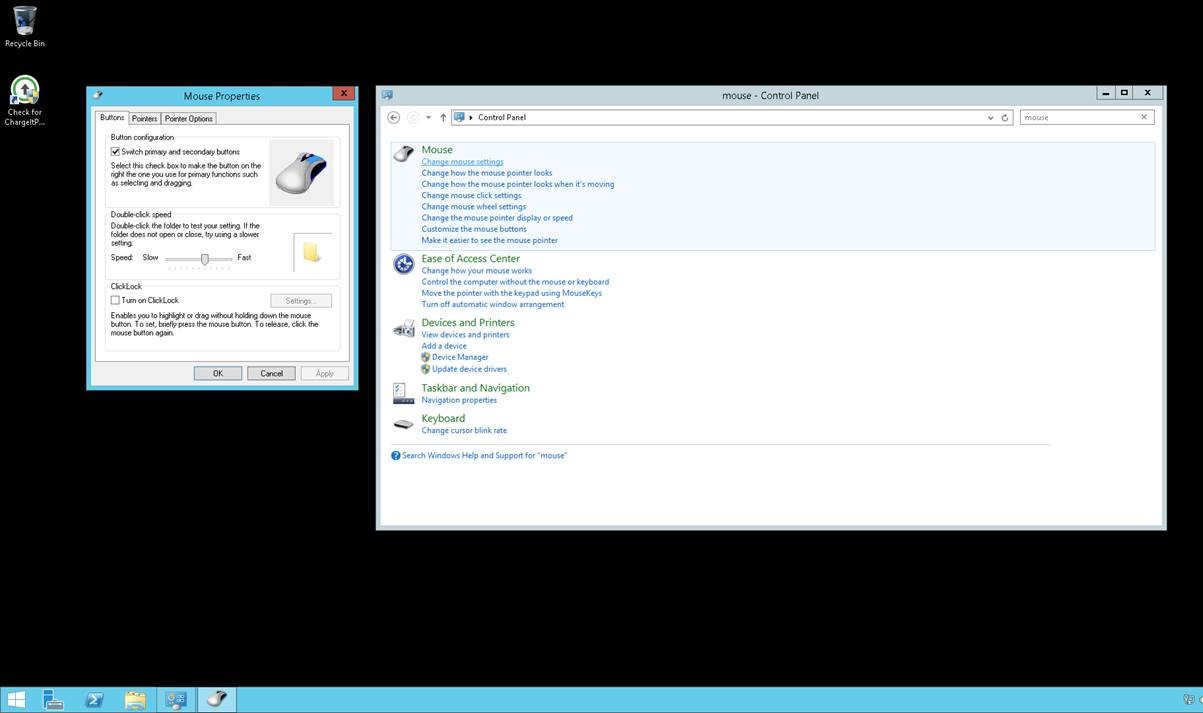 Recycle Bin
Check for
ChargeItP...
Mouse Properties
Buttons
Pointers
Pointer Options
Button configuration
Switch primary and secondary buttons
Select this check box to make the button on the
right the one you use for primary functions such
as selecting and dragging.
Double-click speed
Double-click the folder to test your setting. If the
folder does not open or close, try using a slower
setting.
Speed: Slow Fast
ClickLock
Turn on ClickLock
Settings...
Enables you to highlight or drag without holding down the mouse
button. To set, briefly press the mouse button. To release, click the
mouse button again.
OK
Cancel
Apply
mouse - Control Panel
Control Panel
mouse
Mouse
Change mouse settings
Change how the mouse pointer looks
Change how the mouse pointer looks when it's moving
Change mouse click settings
Change mouse wheel settings
Change the mouse pointer display or speed
Customize the mouse buttons
Make it easier to see the mouse pointer
Ease of Access Center
Change how your mouse works
Control the computer without the mouse or keyboard
Move the pointer with the keypad using MouseKeys
Turn off automatic window arrangement
Devices and Printers
View devices and printers
Add a device
Device Manager
Update device drivers
Taskbar and Navigation
Navigation properties
Keyboard
Change cursor blink rate
Search Windows Help and Support for "mouse"